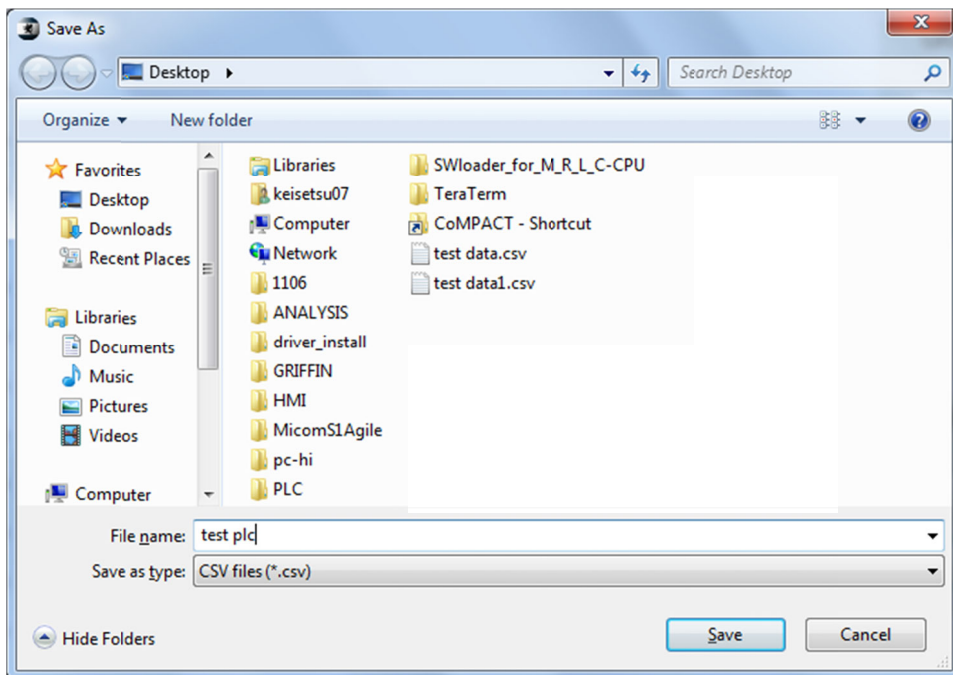 Save As
Desktop
Search Desktop
Organize
New folder
Favorites
Desktop
Downloads
Recent Places
Libraries
Documents
Music
Pictures
Videos
Computer
Libraries
keisetsu07
Computer
Network
1106
ANALYSIS
driver_install
GRIFFIN
HMI
MicomS1Agile
pc-hi
PLC
SWloader_for_M_R_L_C-CPU
TeraTerm
CoMPACT - Shortcut
test data.csv
test data1.csv
File name: test plc
Save as type: CSV files (*.csv)
Hide Folders
Save
Cancel